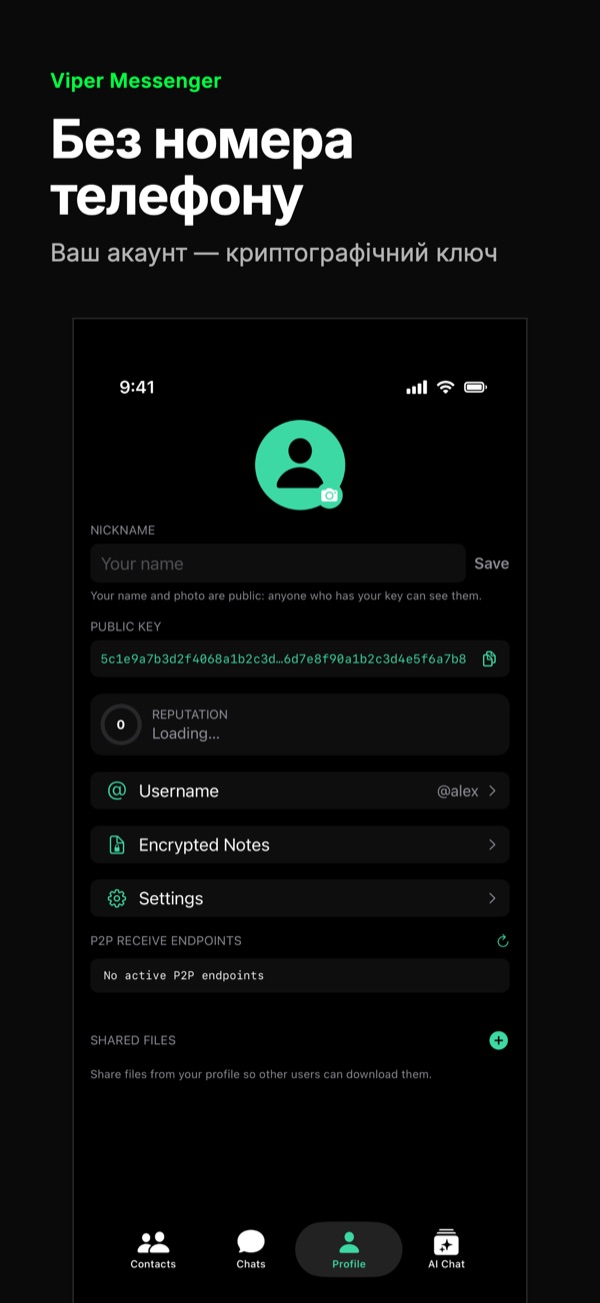 Viper Messenger
Без номера
телефону
Ваш акаунт — криптографічний ключ
9:41
NICKNAME
Your name
Save
Your name and photo are public: anyone who has your key can see them.
PUBLIC KEY
5c1e9a7b3d2f4068a1b2c3d…6d7e8f90a1b2c3d4e5f6a7b8
0
REPUTATION
Loading...
Username
@alex
Encrypted Notes
Settings
P2P RECEIVE ENDPOINTS
No active P2P endpoints
SHARED FILES
Share files from your profile so other users can download them.
Contacts
Chats
Profile
AI Chat